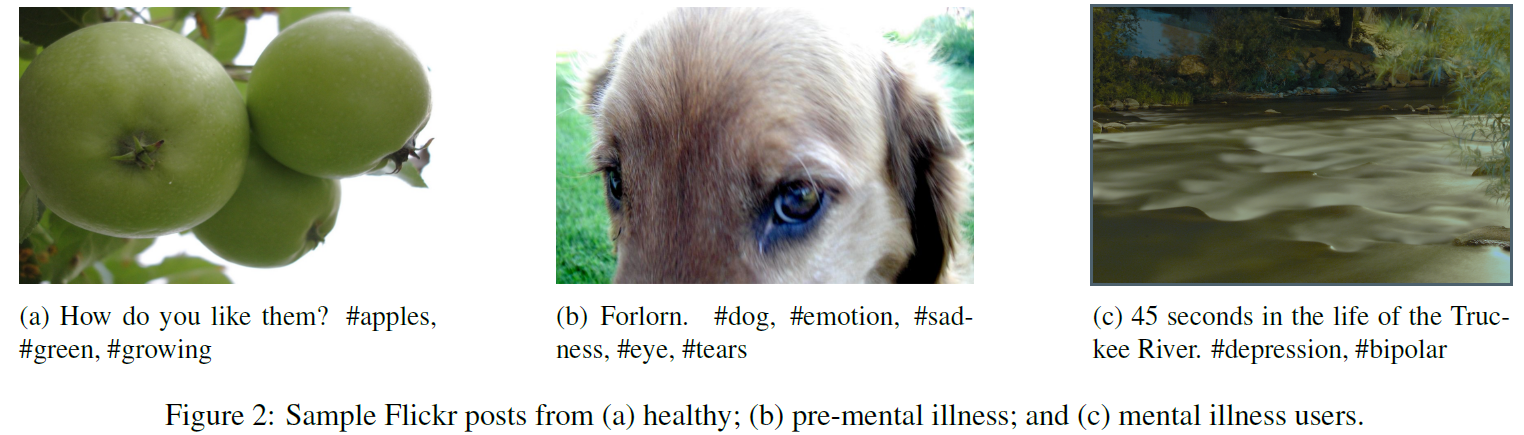 (a) How do you like them? #apples,
#green, #growing
(b) Forlorn. #dog, #emotion, #sad-
ness, #eye, #tears
(c) 45 seconds in the life of the Truc-
kee River. #depression, #bipolar
Figure 2: Sample Flickr posts from (a) healthy; (b) pre-mental illness; and (c) mental illness users.